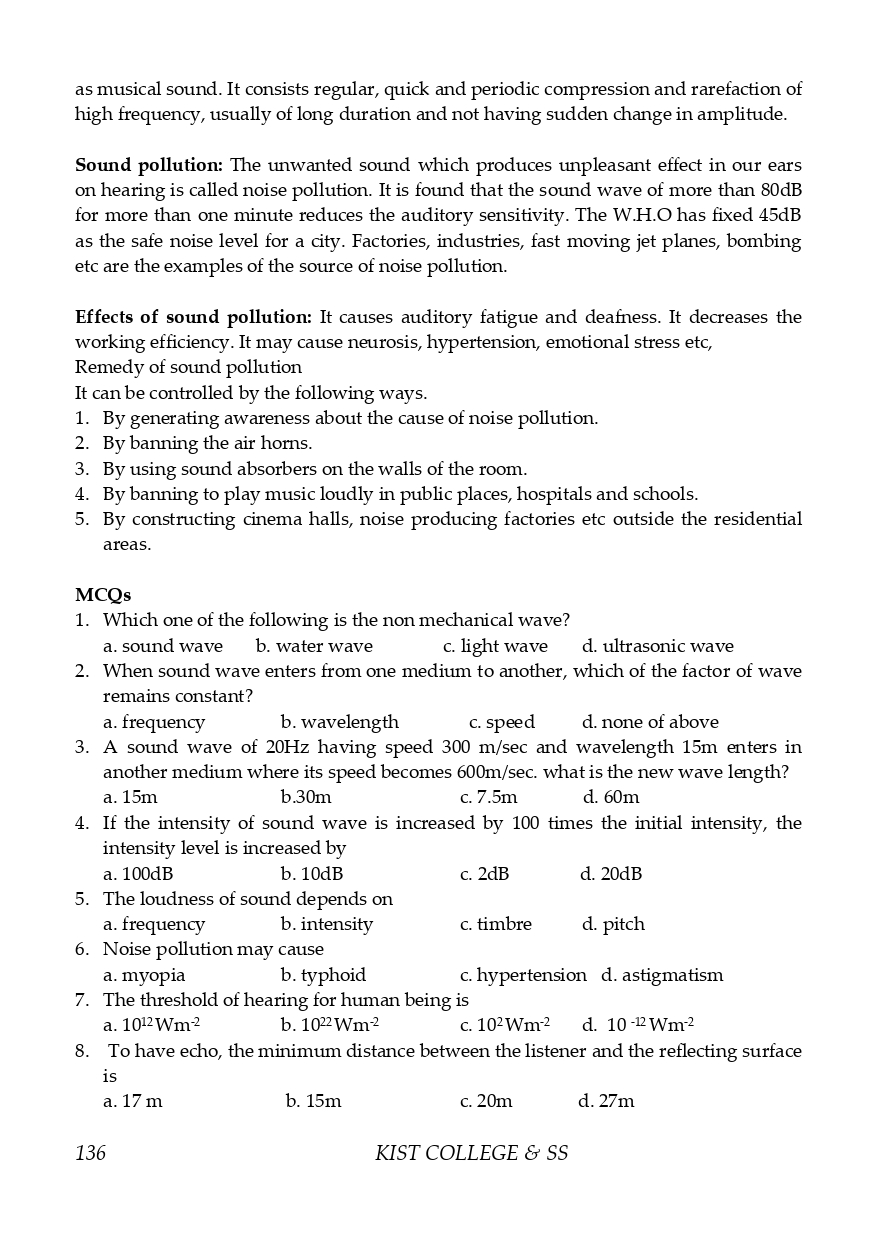 as musical sound. It consists regular, quick and periodic compression and rarefaction of
high frequency, usually of long duration and not having sudden change in amplitude.
Sound pollution: The unwanted sound which produces unpleasant effect in our ears
on hearing is called noise pollution. It is found that the sound wave of more than 80dB
for more than one minute reduces the auditory sensitivity. The W.H.O has fixed 45dB
as the safe noise level for a city. Factories, industries, fast moving jet planes, bombing
etc are the examples of the source of noise pollution.
Effects of sound pollution: It causes auditory fatigue and deafness. It decreases the
working efficiency. It may cause neurosis, hypertension, emotional stress etc,
Remedy of sound pollution
It can be controlled by the following ways.
1. By generating awareness about the cause of noise pollution.
2. By banning the air horns.
3. By using sound absorbers on the walls of the room.
4. By banning to play music loudly in public places, hospitals and schools.
5. By constructing cinema halls, noise producing factories etc outside the residential
areas.
MCQs
1. Which one of the following is the non mechanical wave?
a. sound wave b. water wave c. light wave d. ultrasonic wave
2. When sound wave enters from one medium to another, which of the factor of wave
remains constant?
a. frequency b. wavelength c. speed d. none of above
3. A sound wave of 20Hz having speed 300 m/sec and wavelength 15m enters in
another medium where its speed becomes 600m/sec. what is the new wave length?
a. 15m b.30m c. 7.5m d. 60m
4. If the intensity of sound wave is increased by 100 times the initial intensity, the
intensity level is increased by
a. 100dB b. 10dB c. 2dB d. 20dB
5. The loudness of sound depends on
a. frequency b. intensity c. timbre d. pitch
6. Noise pollution may cause
a. myopia b. typhoid c. hypertension d. astigmatism
7. The threshold of hearing for human being is
a. 10¹² Wm⁻² b. 10²² Wm⁻² c. 10² Wm⁻² d. 10 ⁻¹² Wm⁻²
8. To have echo, the minimum distance between the listener and the reflecting surface
is
a. 17 m b. 15m c. 20m d. 27m
136 KIST COLLEGE & SS